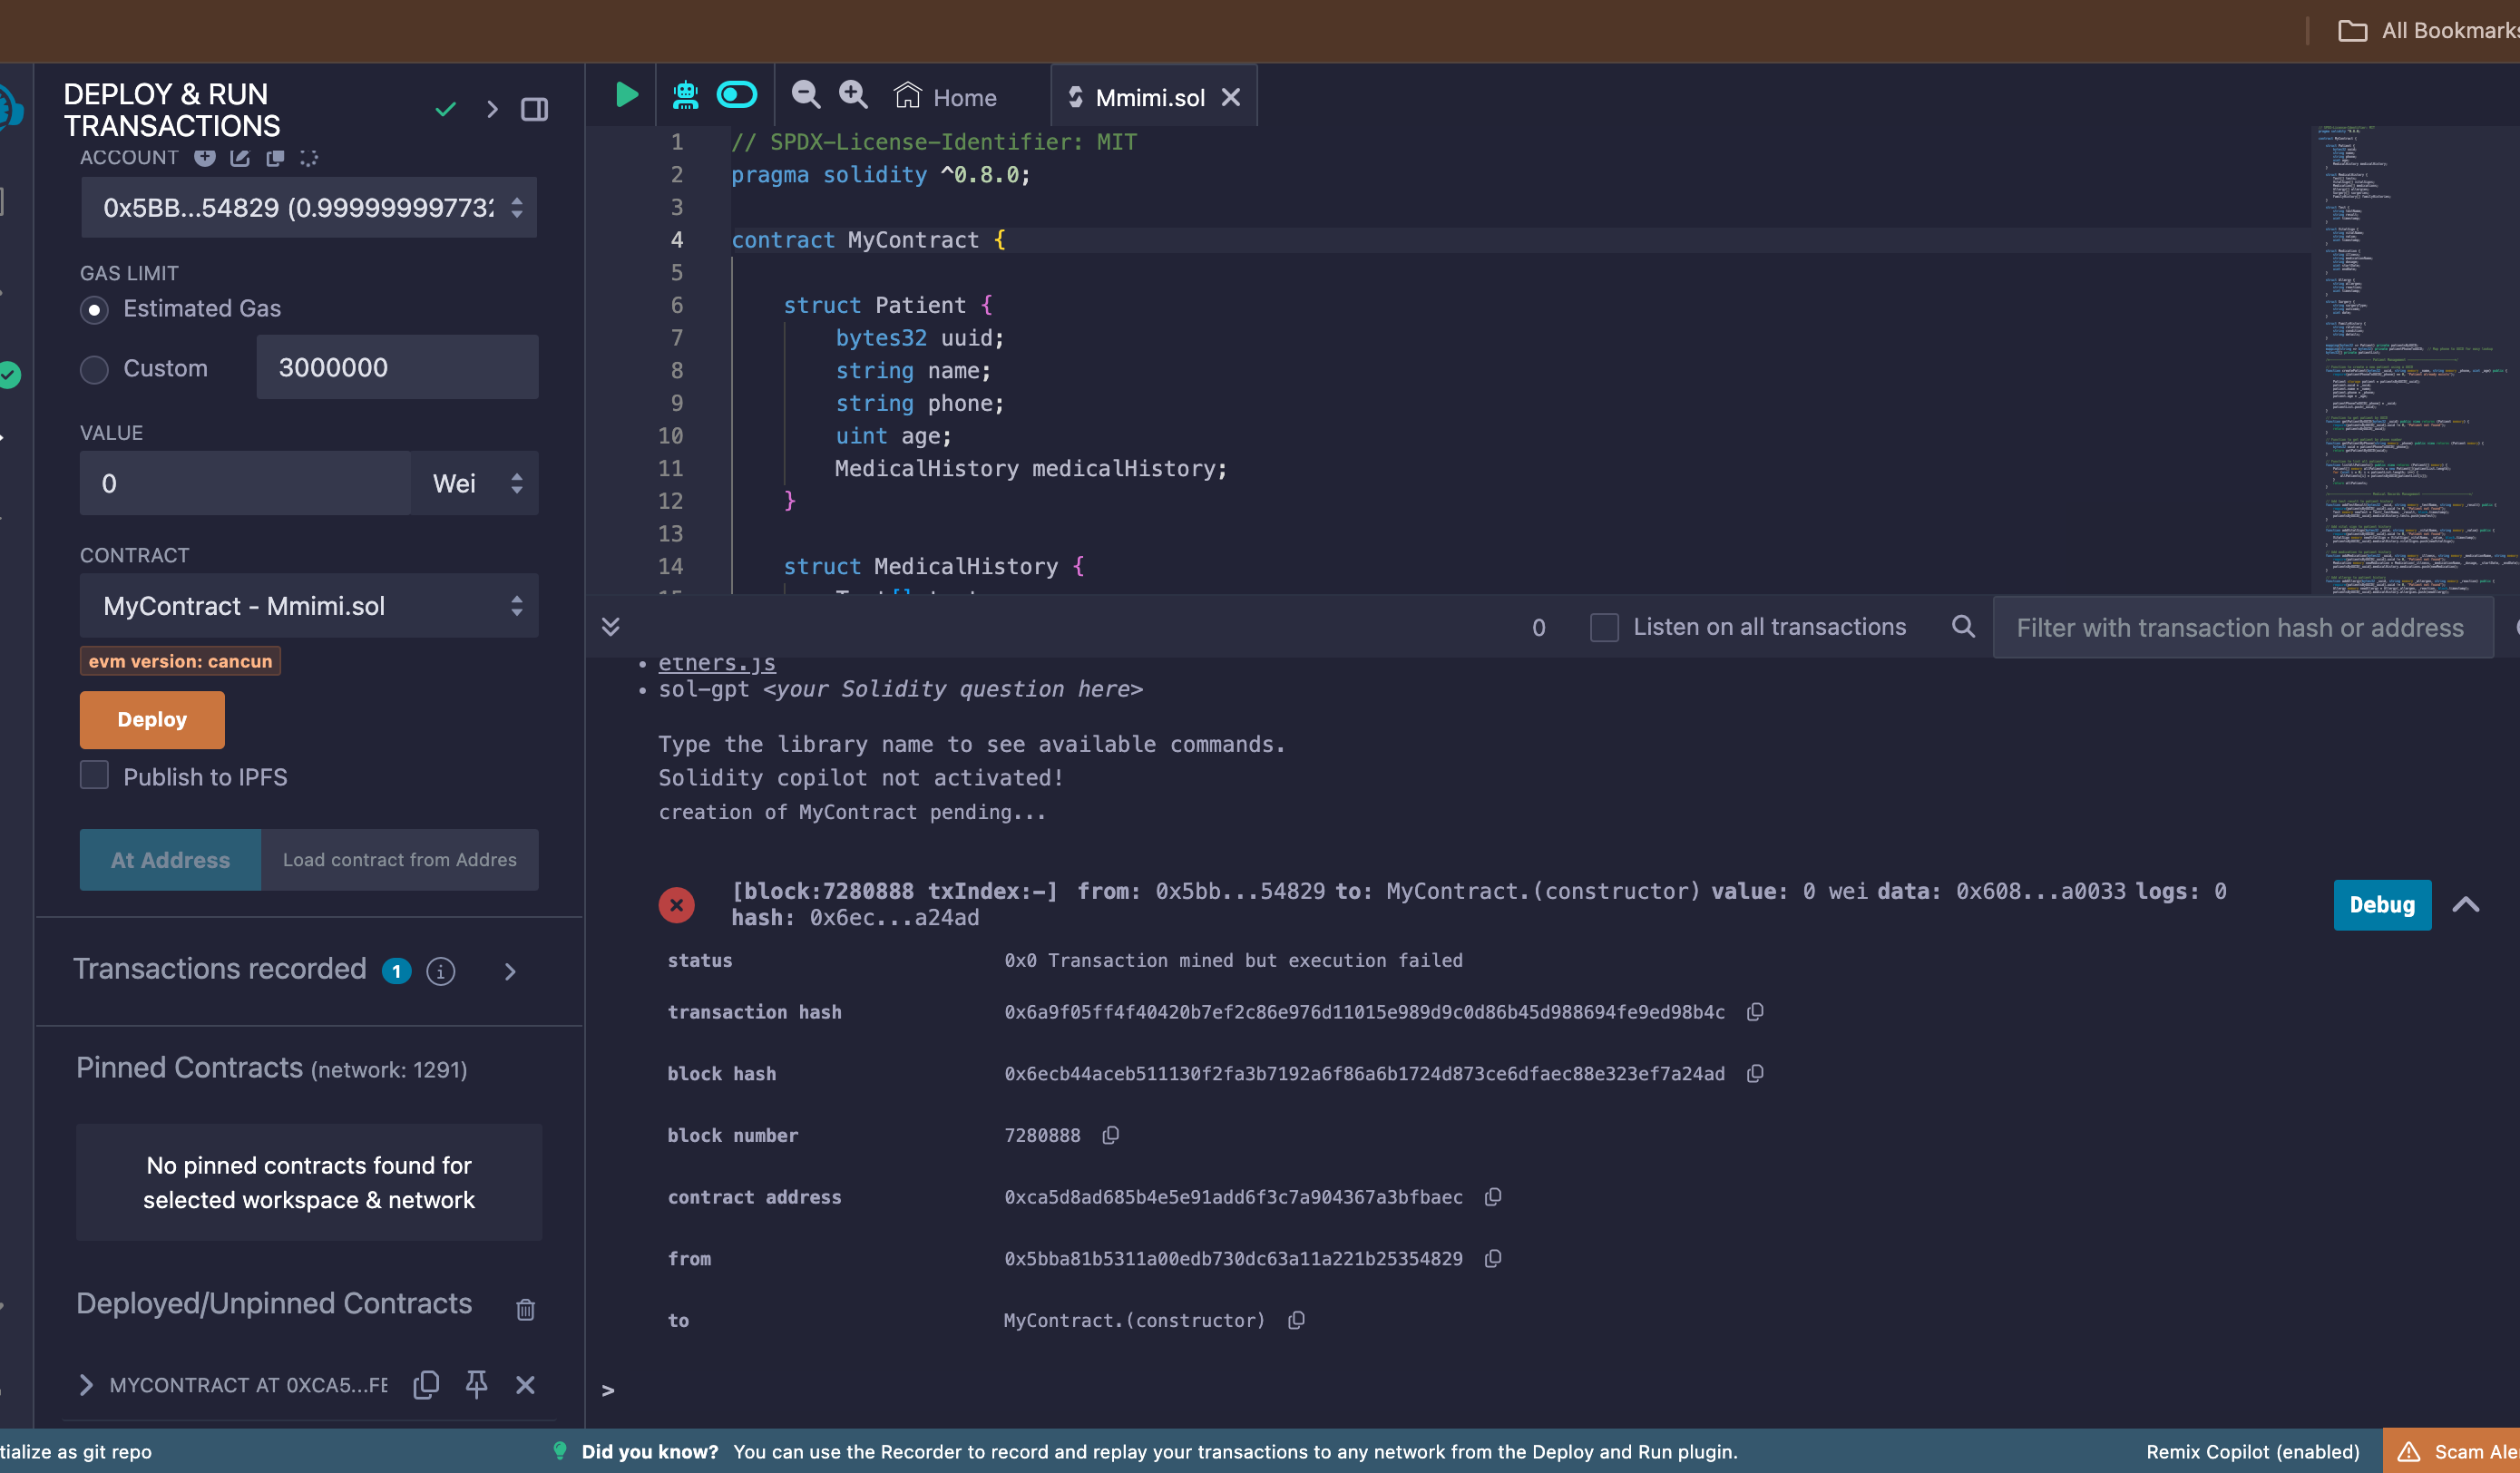 All Bookmarks
DEPLOY & RUN
TRANSACTIONS
ACCOUNT
0x5BB...54829 (0.999999997732
GAS LIMIT
Estimated Gas
Custom
3000000
VALUE
0
Wei
CONTRACT
MyContract - Mmimi.sol
evm version: cancun
Deploy
Publish to IPFS
At Address
Load contract from Addres
Transactions recorded 1
Pinned Contracts (network: 1291)
No pinned contracts found for
selected workspace & network
Deployed/Unpinned Contracts
MYCONTRACT AT 0XCA5...FE
Home
Mmimi.sol
1 // SPDX-License-Identifier: MIT
2 pragma solidity ^0.8.0;
3
4 contract MyContract {
5
6 struct Patient {
7 bytes32 uuid;
8 string name;
9 string phone;
10 uint age;
11 MedicalHistory medicalHistory;
12 }
13
14 struct MedicalHistory {
0
Listen on all transactions
Filter with transaction hash or address
• ethers.js
• sol-gpt <your Solidity question here>
Type the library name to see available commands.
Solidity copilot not activated!
creation of MyContract pending...
[block:7280888 txIndex:-] from: 0x5bb...54829 to: MyContract.(constructor) value: 0 wei data: 0x608...a0033 logs: 0
hash: 0x6ec...a24ad
Debug
status 0x0 Transaction mined but execution failed
transaction hash 0x6a9f05ff4f40420b7ef2c86e976d11015e989d9c0d86b45d988694fe9ed98b4c
block hash 0x6ecb44aceb511130f2fa3b7192a6f86a6b1724d873ce6dfaec88e323ef7a24ad
block number 7280888
contract address 0xca5d8ad685b4e5e91add6f3c7a904367a3bfbaec
from 0x5bba81b5311a00edb730dc63a11a221b25354829
to MyContract.(constructor)
>
tialize as git repo
Did you know? You can use the Recorder to record and replay your transactions to any network from the Deploy and Run plugin.
Remix Copilot (enabled)
Scam Ale